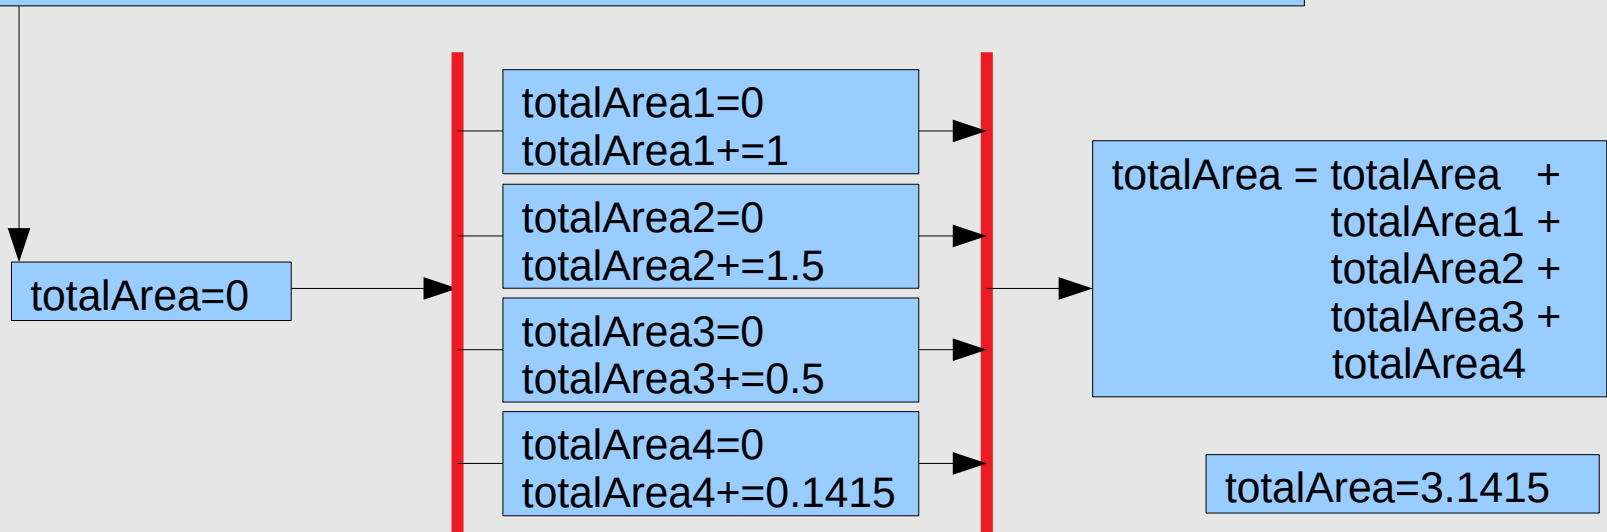 totalArea=0
totalArea1=0
totalArea1+=1
totalArea2=0
totalArea2+=1.5
totalArea3=0
totalArea3+=0.5
totalArea4=0
totalArea4+=0.1415
totalArea = totalArea +
totalArea1 +
totalArea2 +
totalArea3 +
totalArea4
totalArea=3.1415